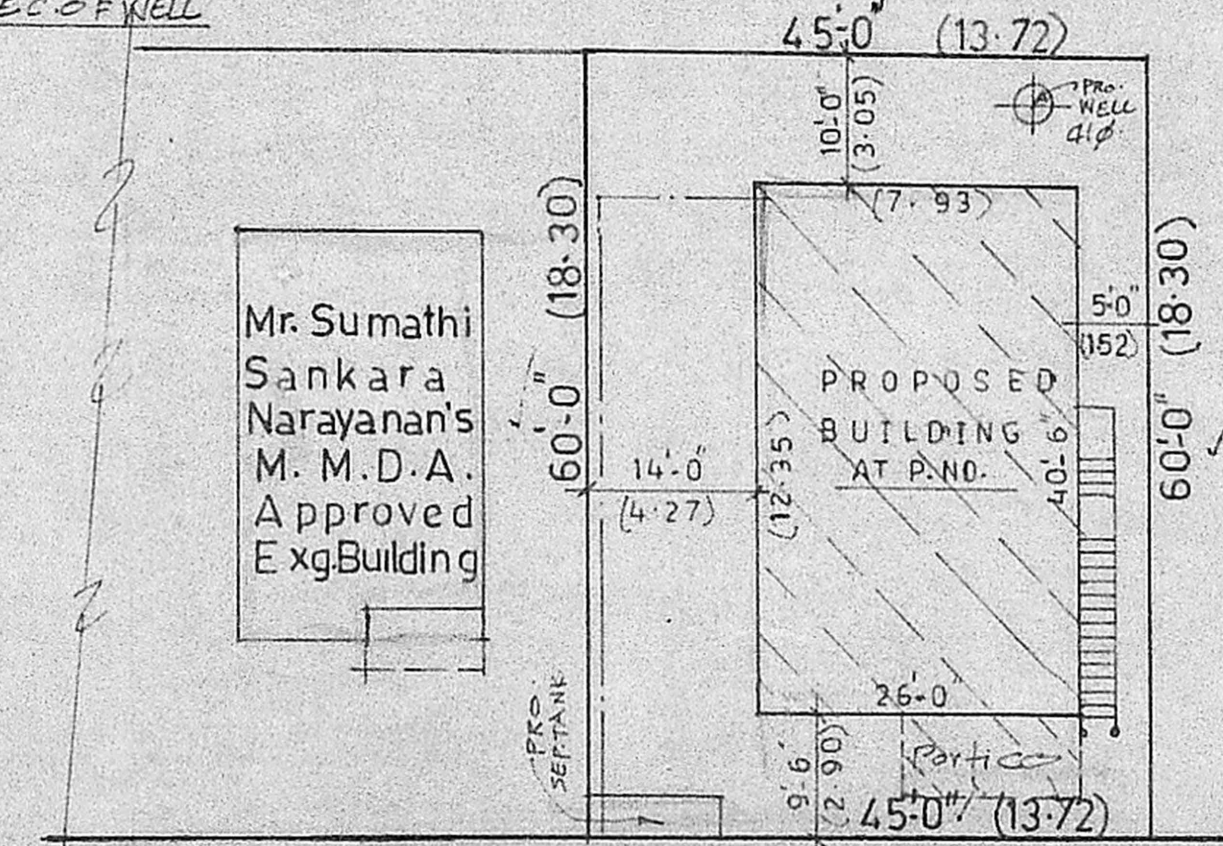 EC. OF WELL
45'-0" (13·72)
10'-0"
(3·05)
PRO.
WELL
(7·93)
60'-0" (18·30)
Mr. Sumathi
Sankara
Narayanan's
M. M. D. A.
Approved
Exg.Building
5'-0"
(152)
60'-0" (18·30)
PROPOSED
BUILDING
AT P.NO.
14'-0"
(4·27)
(12·35)
40'-6"
26'-0"
PRO.
SEPTANK
9'-6"
(2·90)
Portico
45'-0" (13·72)